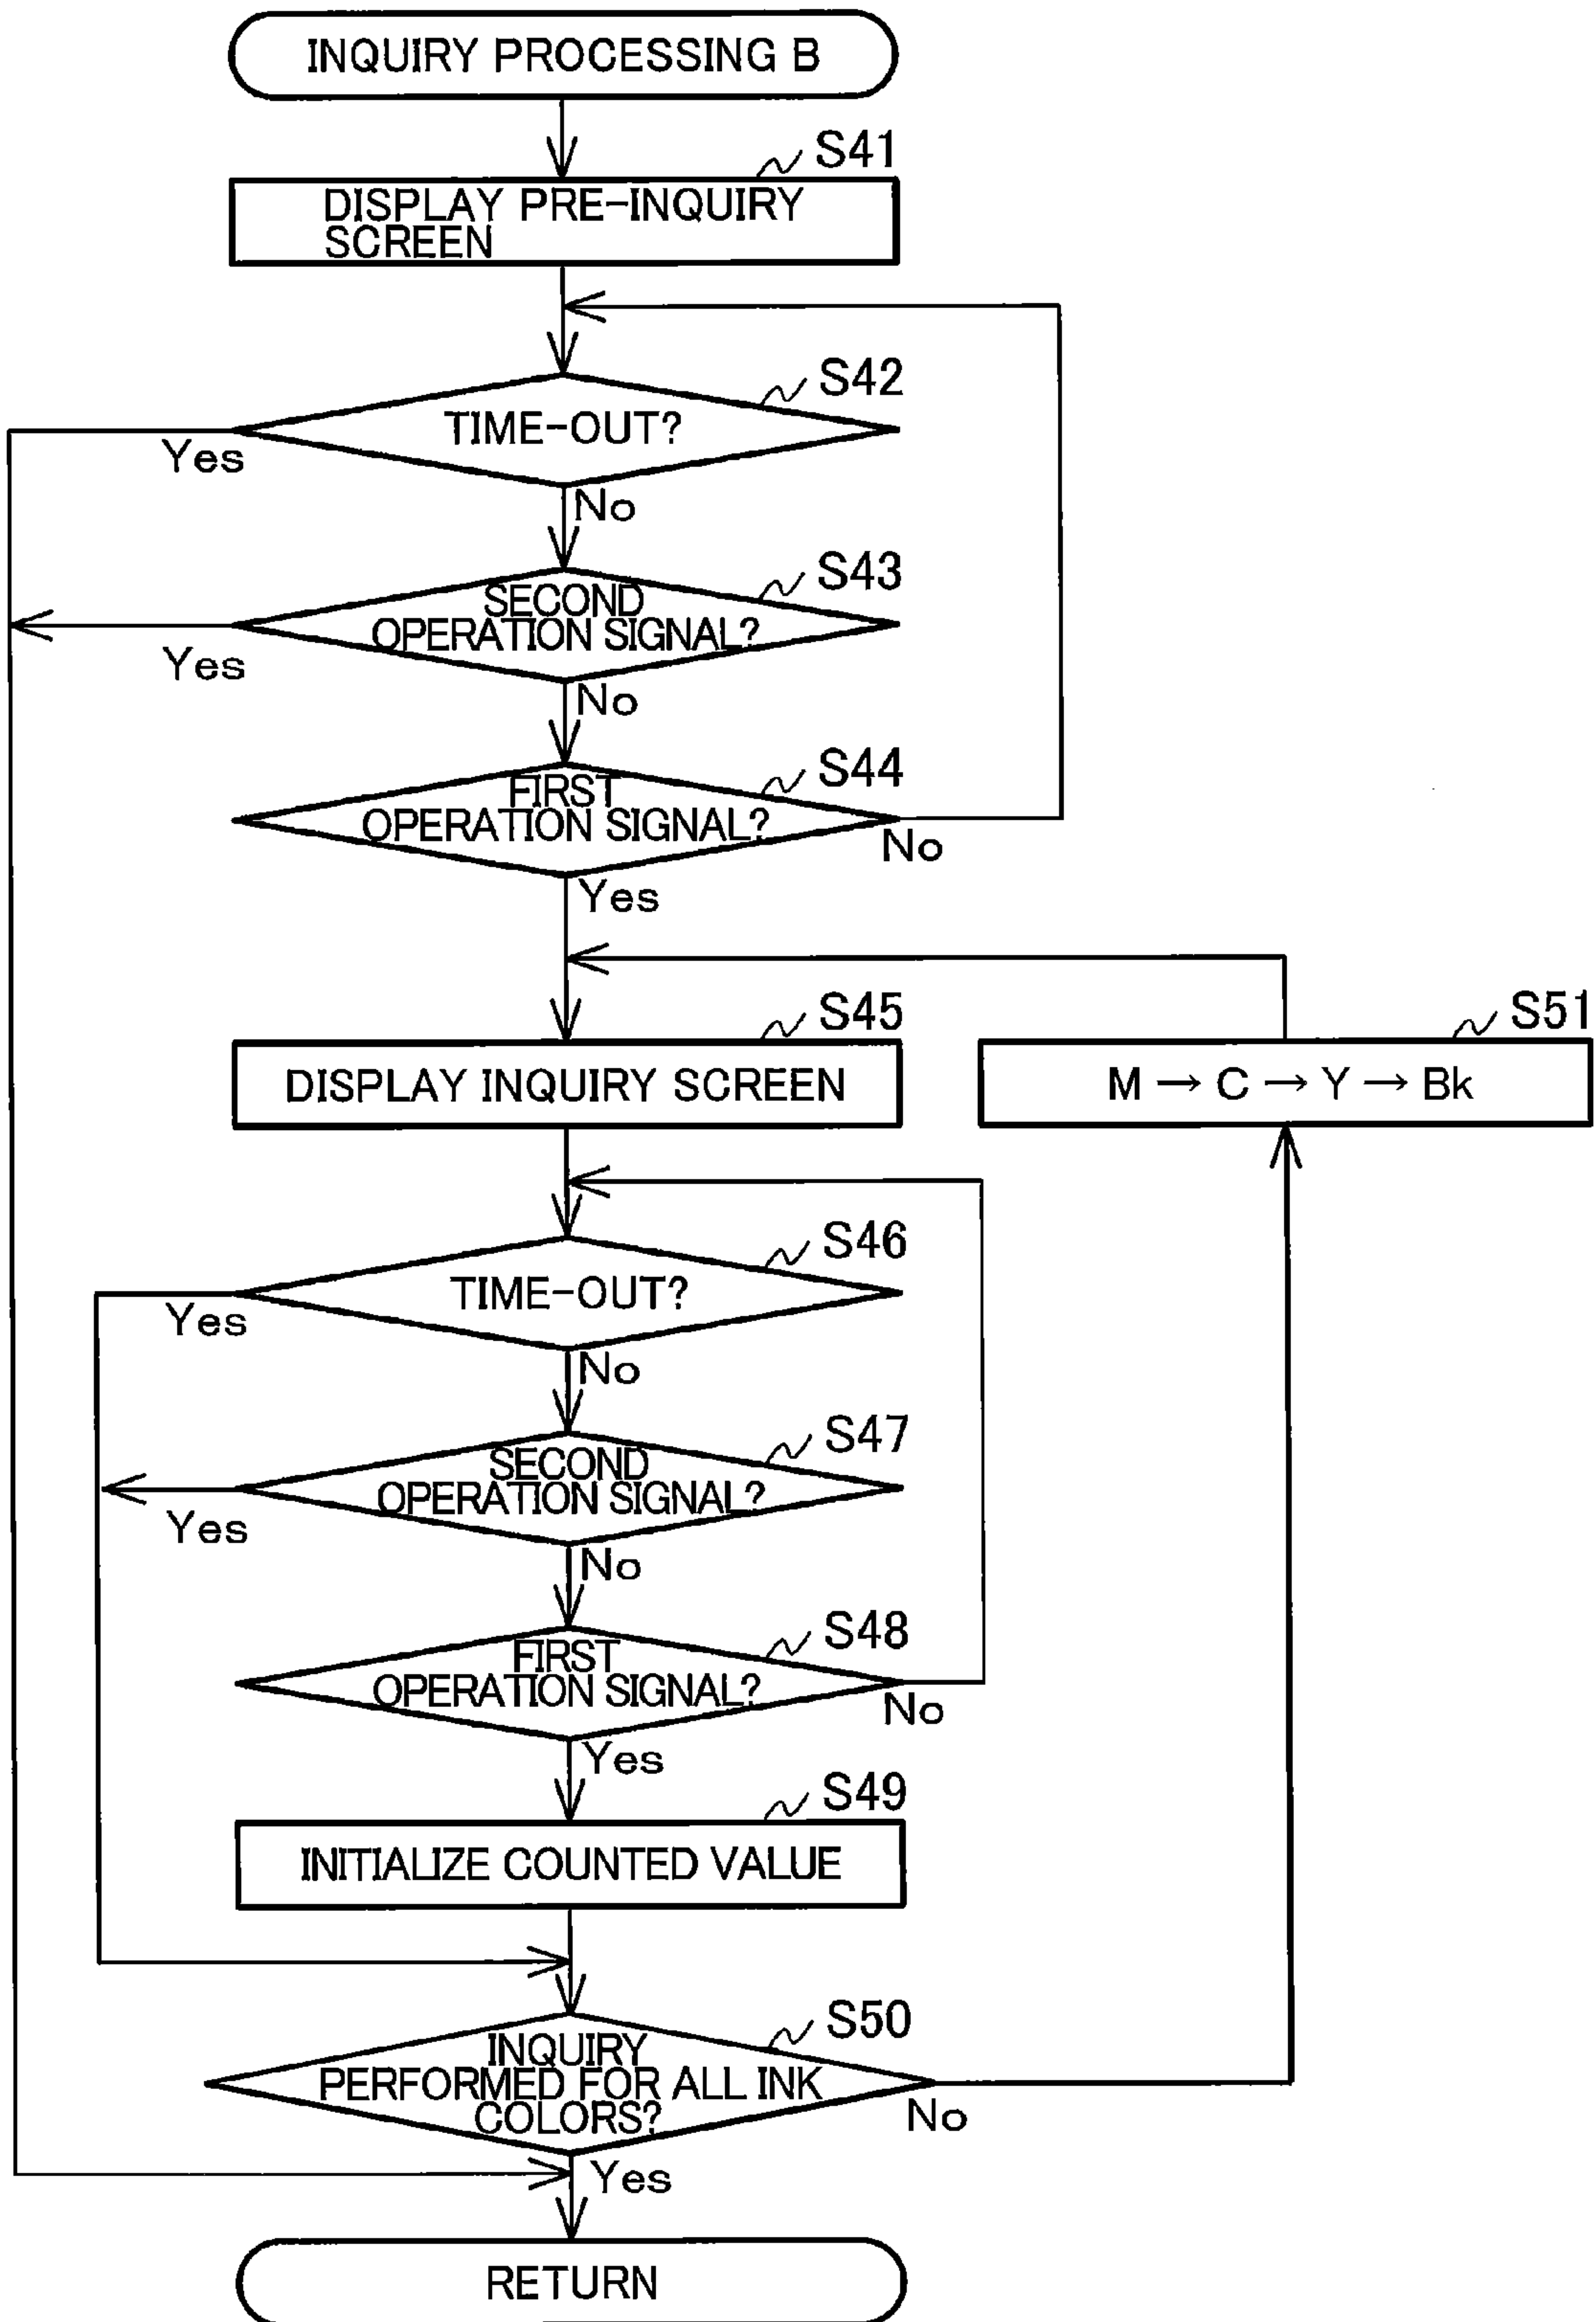 INQUIRY PROCESSING B
S41
DISPLAY PRE-INQUIRY
SCREEN
S42
TIME-OUT?
Yes
No
S43
SECOND
OPERATION SIGNAL?
Yes
No
S44
FIRST
OPERATION SIGNAL?
No
Yes
S45
DISPLAY INQUIRY SCREEN
S51
M → C → Y → Bk
S46
TIME-OUT?
Yes
No
S47
SECOND
OPERATION SIGNAL?
Yes
No
S48
FIRST
OPERATION SIGNAL?
No
Yes
S49
INITIALIZE COUNTED VALUE
S50
INQUIRY
PERFORMED FOR ALL INK
COLORS?
No
Yes
RETURN